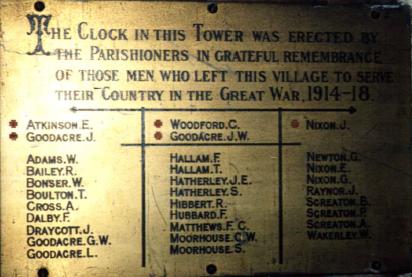 The Clock in this Tower was erected by
the Parishioners in grateful remembrance
of those men, who left this village to serve
their Country in the Great War, 1914-18.
Atkinson.E.
Goodacre.J.
Adams.W.
Bailey.R.
Bonser.W.
Boulton.T.
Cross.A.
Dalby.F.
Draycott.J.
Goodacre.G.W.
Goodacre.L.
Woodford.C.
Goodacre.J.W.
Hallam.F.
Hallam.T.
Hatherley.J.E.
Hatherley.S.
Hibbert.R.
Hubbard.F.
Matthews.F.C.
Moorhouse.C.W.
Moorhouse.S.
Nixon.J.
Newton.G.
Nixon.E.
Nixon.G.
Raynor.J.
Screaton.B.
Screaton.P.
Screaton.A.
Wakerley.W.